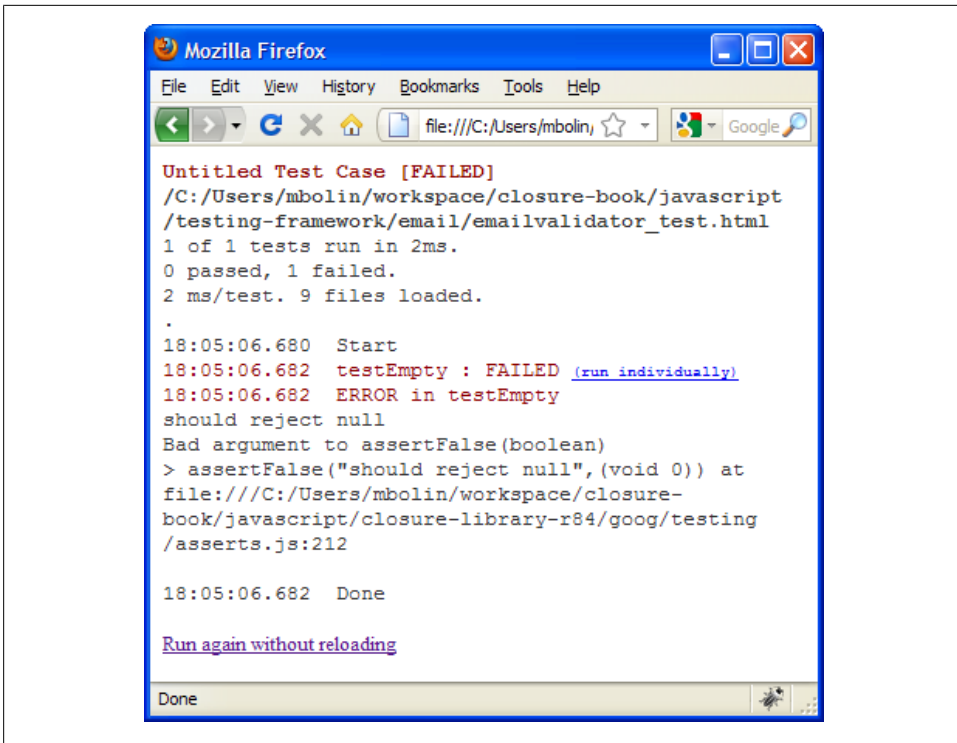 Mozilla Firefox
File Edit View History Bookmarks Tools Help
file:///C:/Users/mbolin/ Google
Untitled Test Case [FAILED]
/C:/Users/mbolin/workspace/closure-book/javascript
/testing-framework/email/emailvalidator_test.html
1 of 1 tests run in 2ms.
0 passed, 1 failed.
2 ms/test. 9 files loaded.
.
18:05:06.680 Start
18:05:06.682 testEmpty : FAILED (run individually)
18:05:06.682 ERROR in testEmpty
should reject null
Bad argument to assertFalse(boolean)
> assertFalse("should reject null",(void 0)) at
file:///C:/Users/mbolin/workspace/closure-
book/javascript/closure-library-r84/goog/testing
/asserts.js:212
18:05:06.682 Done
Run again without reloading
Done